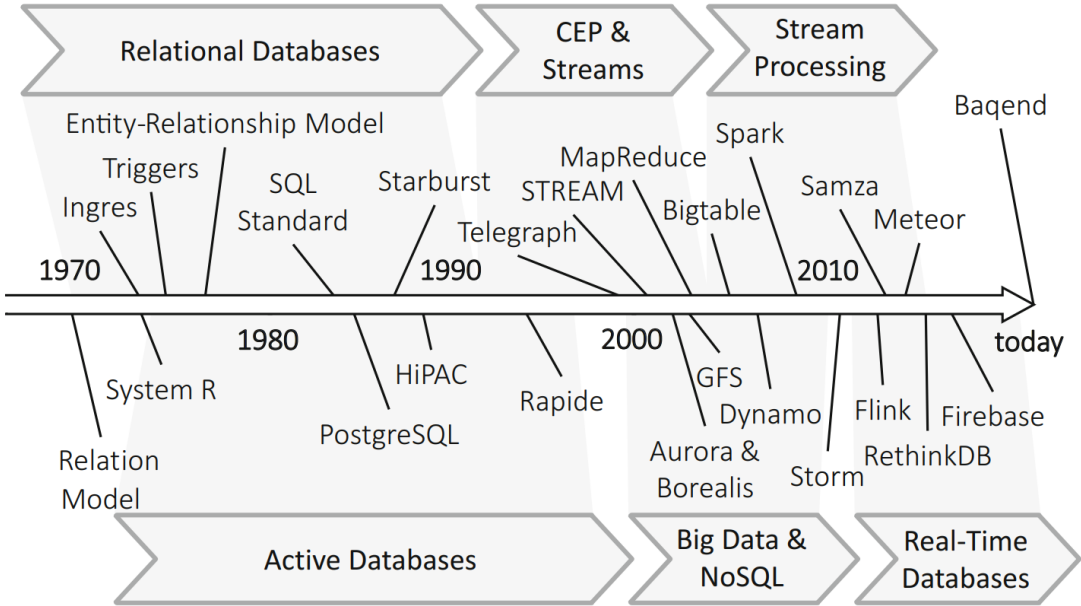 Relational Databases
CEP &
Streams
Stream
Processing
Entity-Relationship Model
Triggers
Ingres
SQL
Standard
Starburst
Telegraph
STREAM
MapReduce
Bigtable
Spark
Samza
Meteor
Baqend
1970
1990
2010
1980
2000
today
Relation
Model
System R
PostgreSQL
HiPAC
Rapide
GFS
Dynamo
Aurora &
Borealis
Storm
Flink
RethinkDB
Firebase
Active Databases
Big Data &
NoSQL
Real-Time
Databases